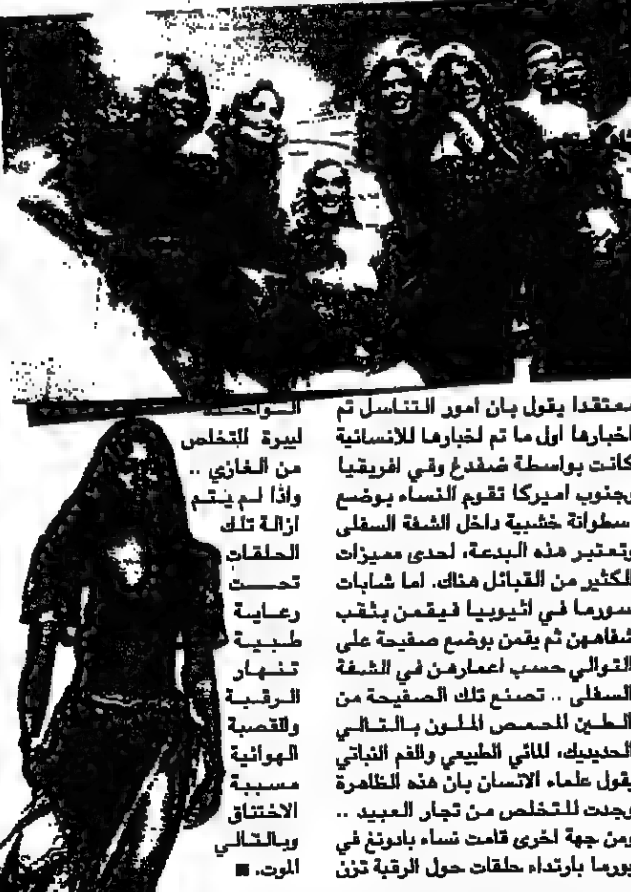 معتقدا يقول بان امور التناسل تم
اخبارها اول ما تم اخبارها للانسانية
كانت بواسطة ضفدغ وفي افريقيا
وجنوب اميركا تقوم النساء بوضع
اسطوانة خشبية داخل الشفة السفلى
وتعتبر هذه البدعة، احدى مميزات
الكثير من القبائل هناك. اما شابات
سورما في اثيوبيا فيقمن بثقب
شفاههن ثم يقمن بوضع صفيحة على
التوالي حسب اعمارهن في الشفة
السفلى .. تصنع تلك الصفيحة من
الطين المحمص الملون بالتالي
الحديديك، المائي الطبيعي والفم النباتي
يقول علماء الانسان بان هذه الظاهرة
وجدت للتخلص من تجار العبيد ..
ومن جهة اخرى قامت نساء بادونغ في
بورما بارتداء حلقات حول الرقبة تزن
الواحدة
ليبرة للتخلص
من الغازي ..
واذا لم يتم
ازالة تلك
الحلقات
تحت
رعاية
طبية
تنهار
الرقبة
والقصبة
الهوائية
مسببة
الاختناق
وبالتالي
الموت. ■